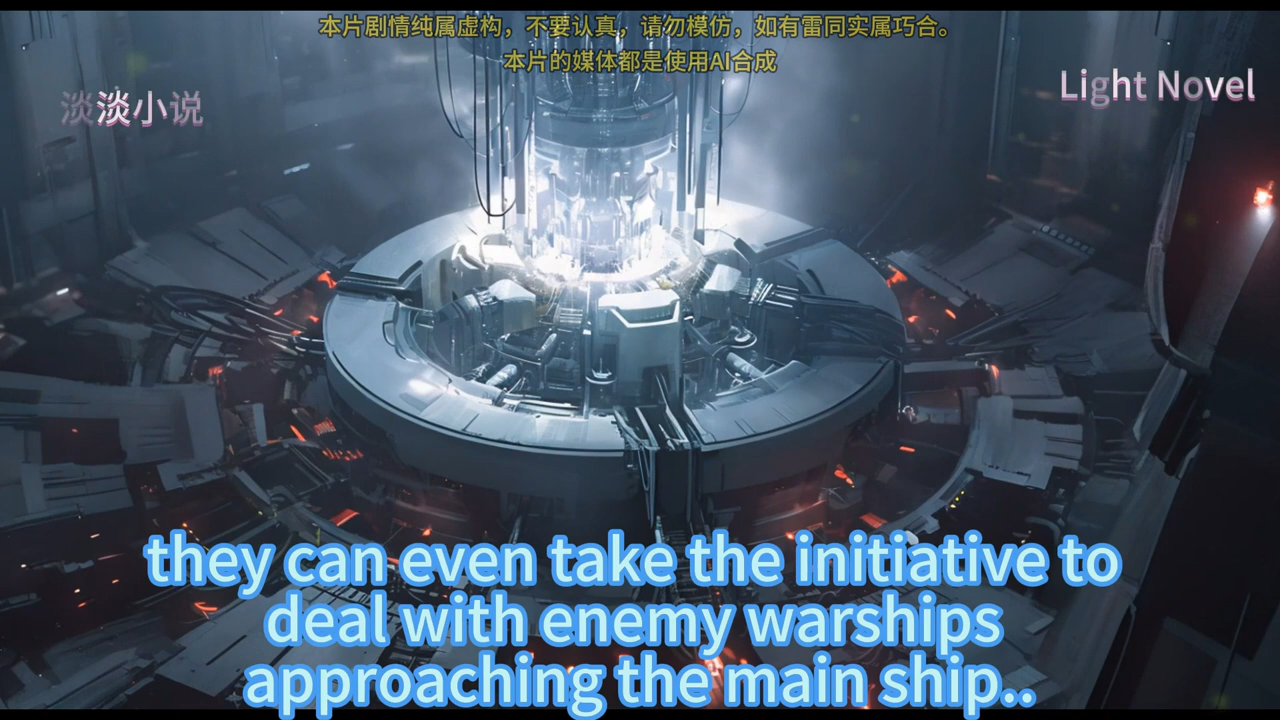 本片剧情纯属虚构，不要认真，请勿模仿，如有雷同实属巧合。
本片的媒体都是使用AI合成
淡淡小说
Light Novel
they can even take the initiative to
deal with enemy warships
approaching the main ship..